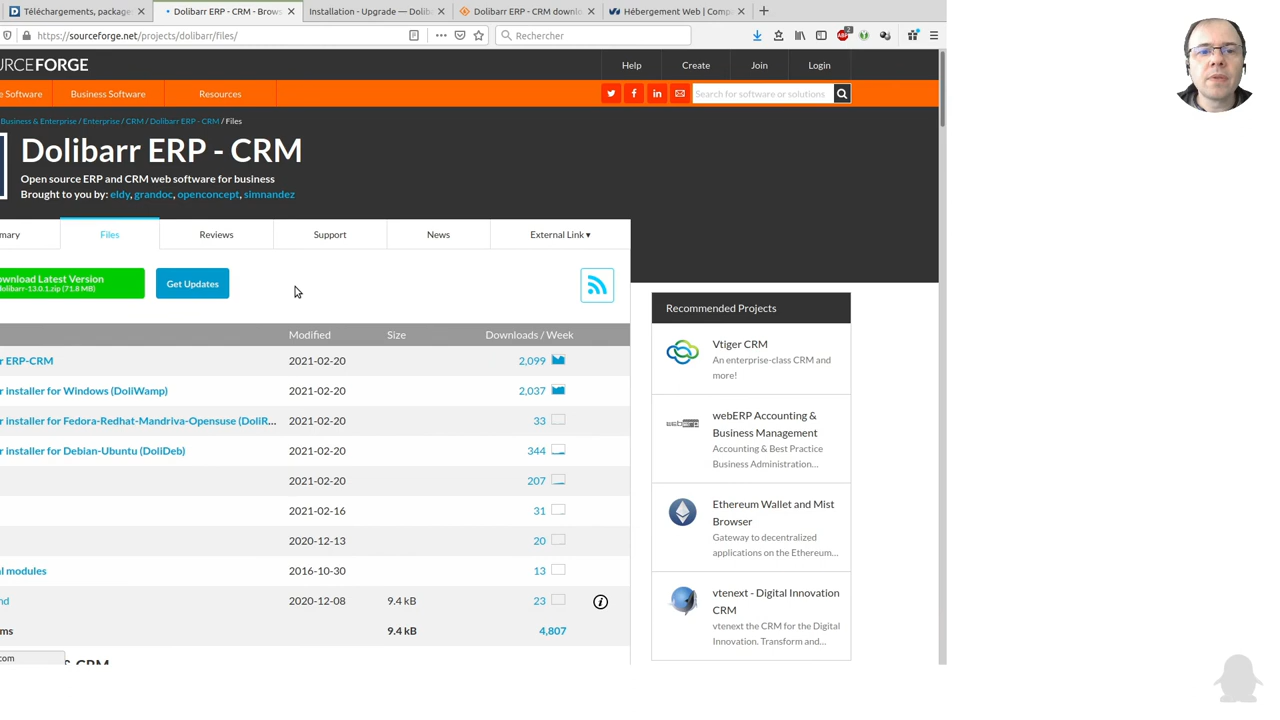 Téléchargements, package
Dolibarr ERP - CRM - Brows
Installation - Upgrade — Doliba
Dolibarr ERP - CRM downlo
Hébergement Web | Comp
https://sourceforge.net/projects/dolibarr/files/
Rechercher
URCEFORGE
Help
Create
Join
Login
e Software
Business Software
Resources
Search for software or solutions
Business & Enterprise / Enterprise / CRM / Dolibarr ERP - CRM / Files
Dolibarr ERP - CRM
Open source ERP and CRM web software for business
Brought to you by: eldy, grandoc, openconcept, simnandez
mary
Files
Reviews
Support
News
External Link ▾
ownload Latest Version
dolibarr-13.0.1.zip (71.8 MB)
Get Updates
Modified
Size
Downloads / Week
r ERP-CRM
2021-02-20
2,099
r installer for Windows (DoliWamp)
2021-02-20
2,037
r installer for Fedora-Redhat-Mandriva-Opensuse (DoliR...
2021-02-20
33
r installer for Debian-Ubuntu (DoliDeb)
2021-02-20
344
2021-02-20
207
2021-02-16
31
2020-12-13
20
al modules
2016-10-30
13
nd
2020-12-08
9.4 kB
23
ms
9.4 kB
4,807
com
Recommended Projects
Vtiger CRM
An enterprise-class CRM and
more!
webERP Accounting &
Business Management
Accounting & Best Practice
Business Administration...
Ethereum Wallet and Mist
Browser
Gateway to decentralized
applications on the Ethereum...
vtenext - Digital Innovation
CRM
vtenext the CRM for the Digital
Innovation. Transform and...